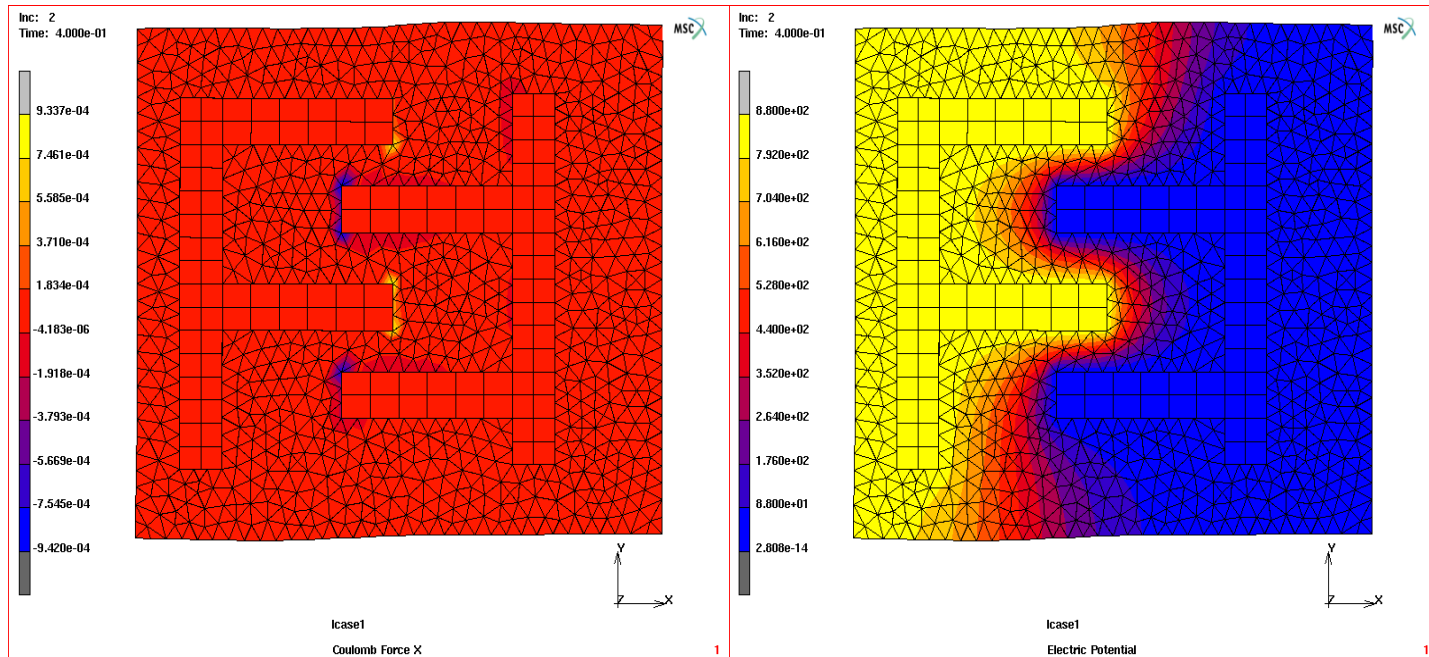 Inc: 2
Time: 4.000e-01
MSC
9.337e-04
7.461e-04
5.585e-04
3.710e-04
1.834e-04
-4.183e-06
-1.918e-04
-3.793e-04
-5.669e-04
-7.545e-04
-9.420e-04
Y
Z X
lcase1
Coulomb Force X
1
Inc: 2
Time: 4.000e-01
MSC
8.800e+02
7.920e+02
7.040e+02
6.160e+02
5.280e+02
4.400e+02
3.520e+02
2.640e+02
1.760e+02
8.800e+01
2.808e-14
Y
Z X
lcase1
Electric Potential
1